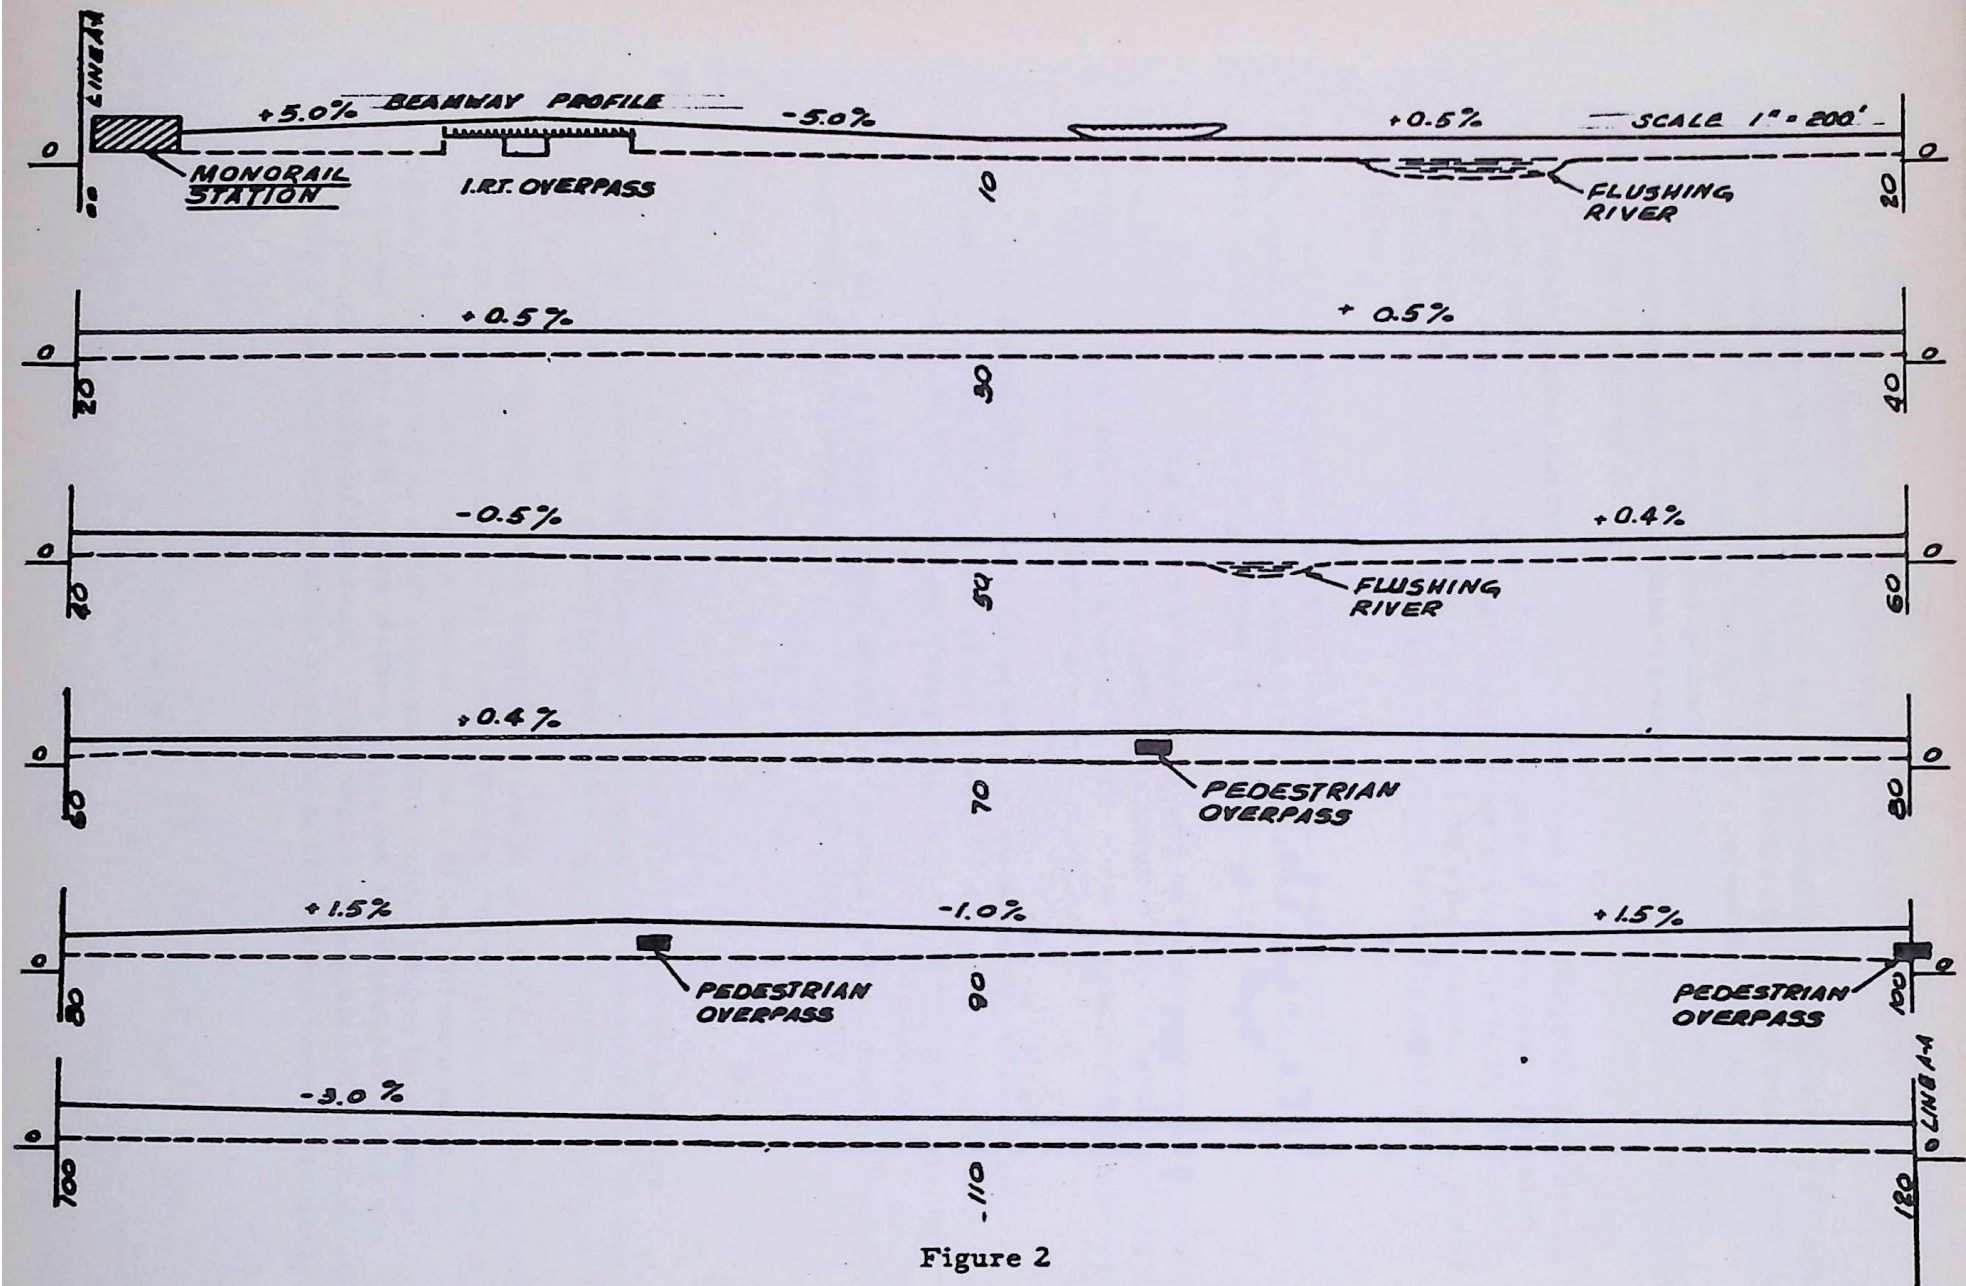 LINE A-A
BEAMWAY PROFILE
SCALE 1" = 200'
+5.0%
-5.0%
+0.5%
0
0
MONORAIL
STATION
I.R.T. OVERPASS
FLUSHING
RIVER
00
10
20
+0.5%
+0.5%
0
0
20
30
40
-0.5%
+0.4%
0
0
FLUSHING
RIVER
40
50
60
+0.4%
0
0
PEDESTRIAN
OVERPASS
60
70
80
+1.5%
-1.0%
+1.5%
0
0
PEDESTRIAN
OVERPASS
PEDESTRIAN
OVERPASS
80
90
100
-3.0%
0
0
LINE A-A
100
110
120
Figure 2